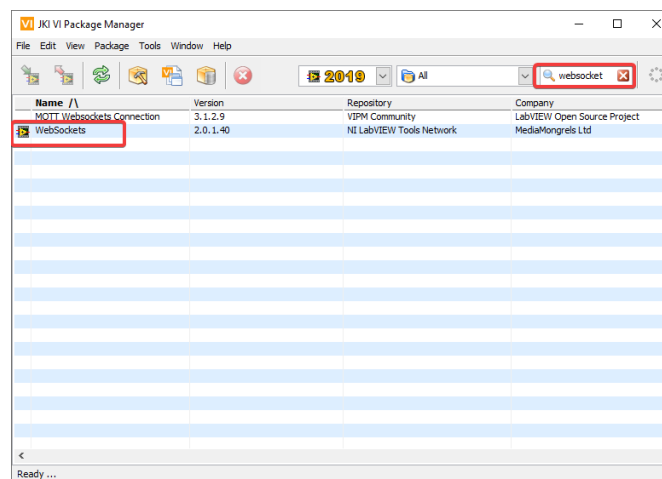 VI JKI VI Package Manager
File Edit View Package Tools Window Help
2019 All websocket
Name /\ Version Repository Company
MQTT Websockets Connection 3.1.2.9 VIPM Community LabVIEW Open Source Project
WebSockets 2.0.1.40 NI LabVIEW Tools Network MediaMongrels Ltd
Ready ...